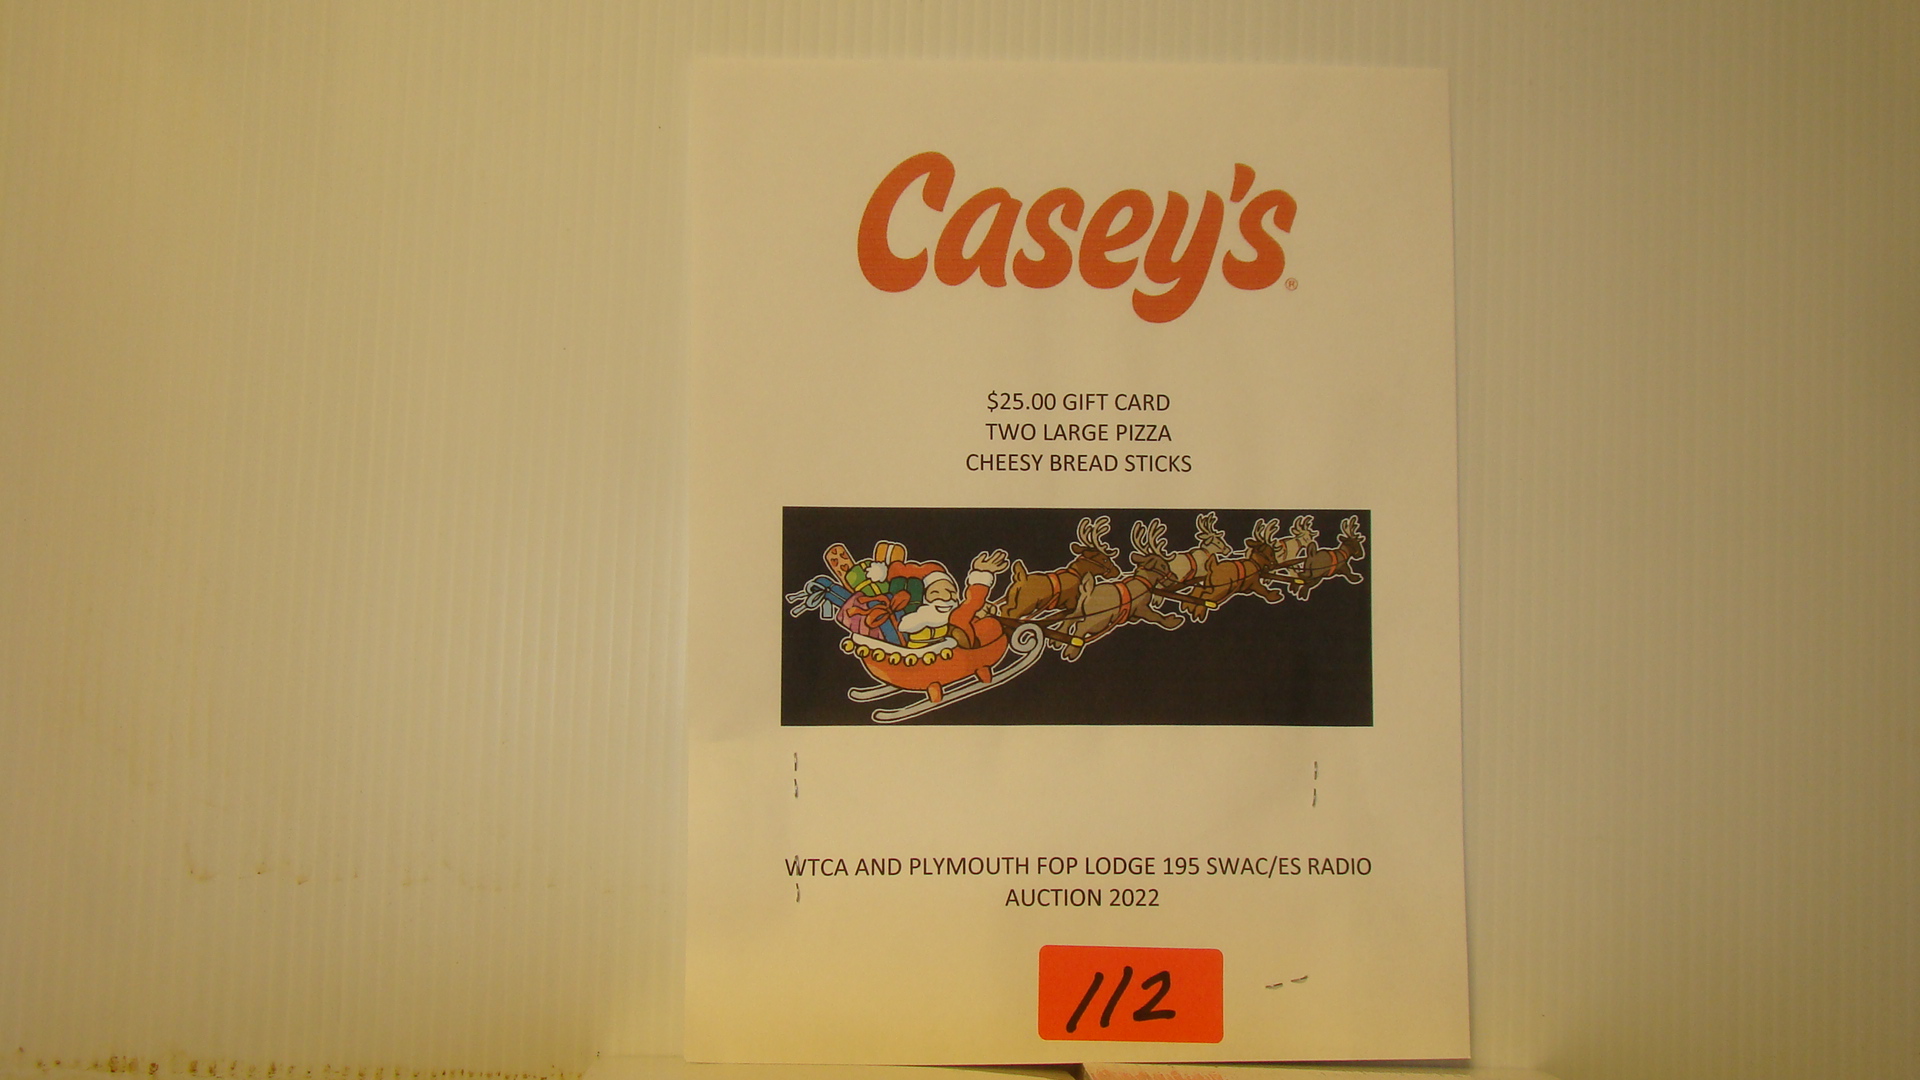 Casey's®
$25.00 GIFT CARD
TWO LARGE PIZZA
CHEESY BREAD STICKS
WTCA AND PLYMOUTH FOP LODGE 195 SWAC/ES RADIO
AUCTION 2022
112